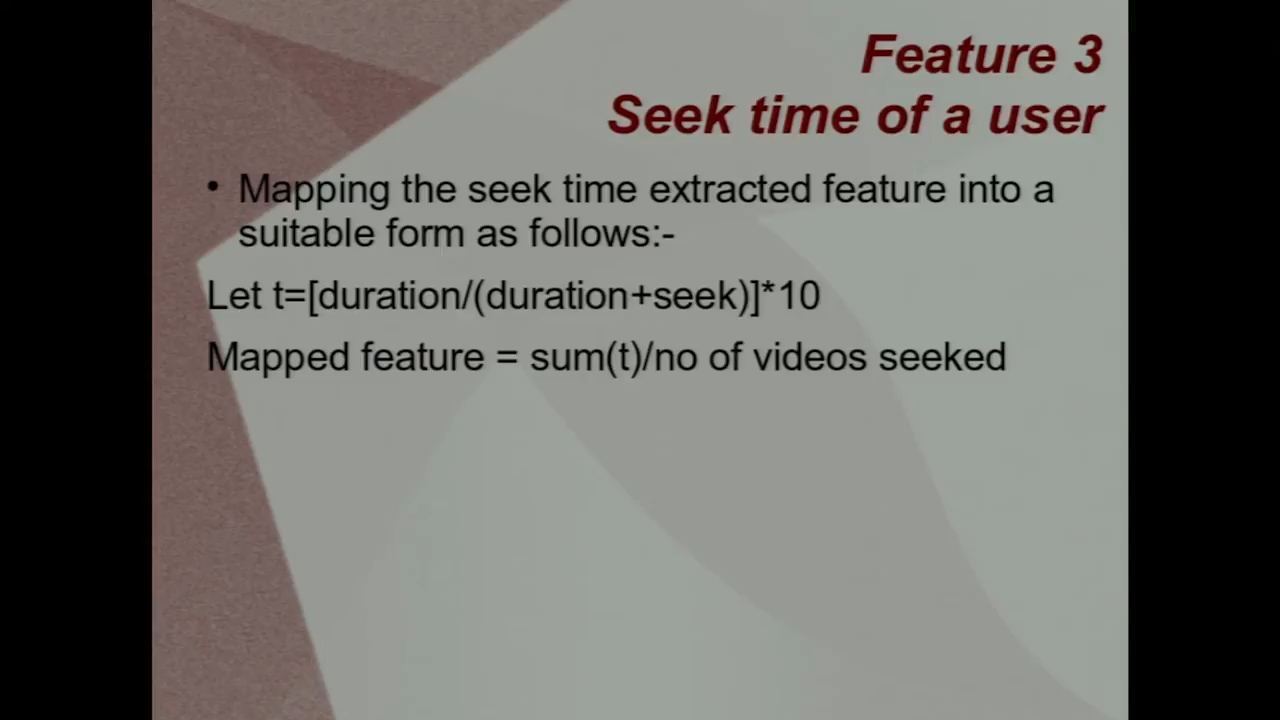 Feature 3
Seek time of a user
• Mapping the seek time extracted feature into a
suitable form as follows:-
Let t=[duration/(duration+seek)]*10
Mapped feature = sum(t)/no of videos seeked